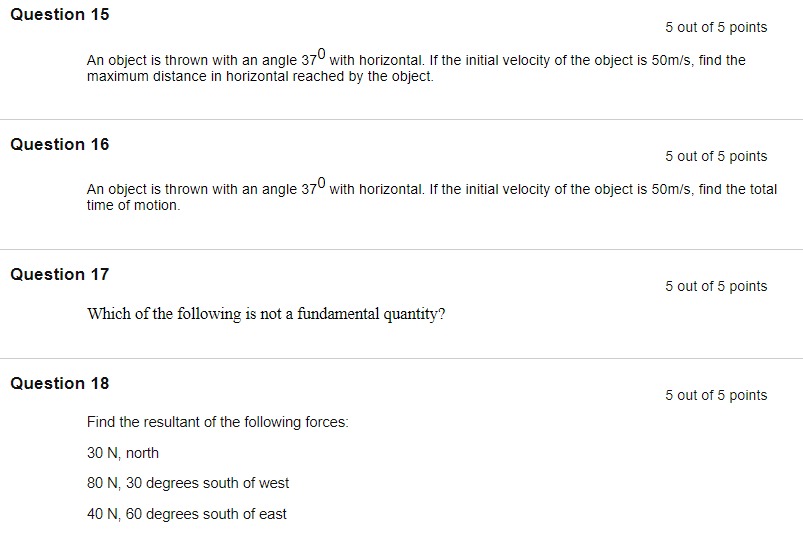 Question 15
5 out of 5 points
An object is thrown with an angle 37⁰ with horizontal. If the initial velocity of the object is 50m/s, find the
maximum distance in horizontal reached by the object.
Question 16
5 out of 5 points
An object is thrown with an angle 37⁰ with horizontal. If the initial velocity of the object is 50m/s, find the total
time of motion.
Question 17
5 out of 5 points
Which of the following is not a fundamental quantity?
Question 18
5 out of 5 points
Find the resultant of the following forces:
30 N, north
80 N, 30 degrees south of west
40 N, 60 degrees south of east